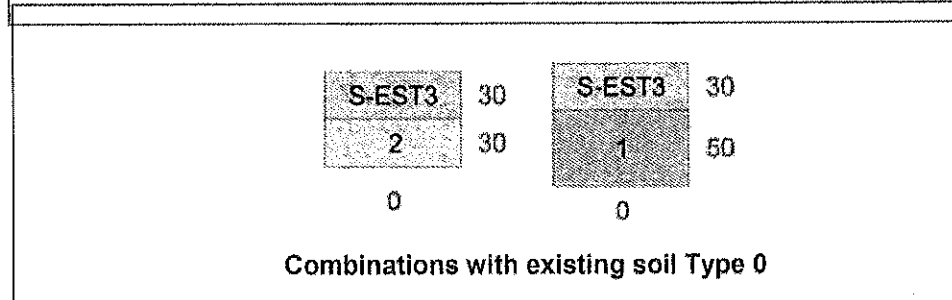 S-EST3 30 S-EST3 30
2 30 1 50
0 0
Combinations with existing soil Type 0